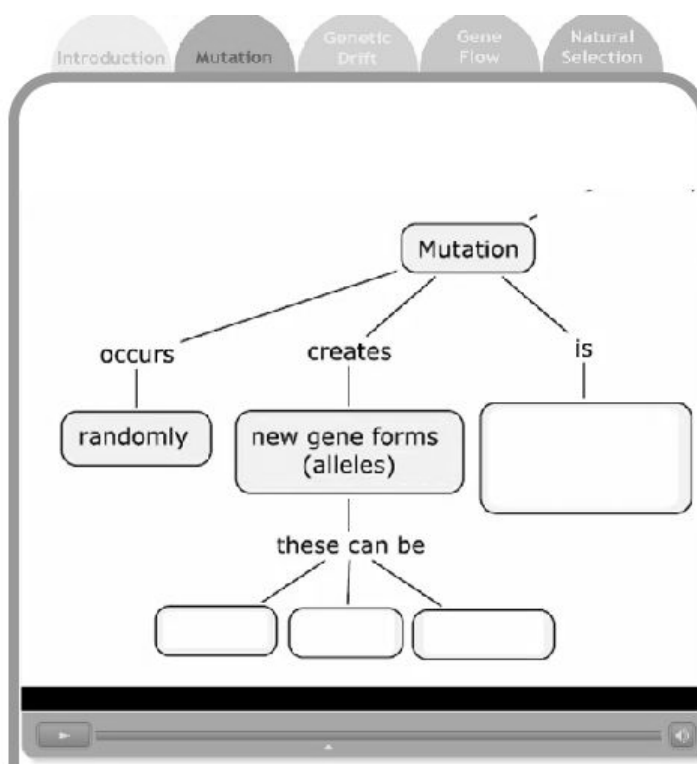 Introduction
Mutation
Genetic
Drift
Gene
Flow
Natural
Selection
Mutation
occurs
creates
is
randomly
new gene forms
(alleles)
these can be